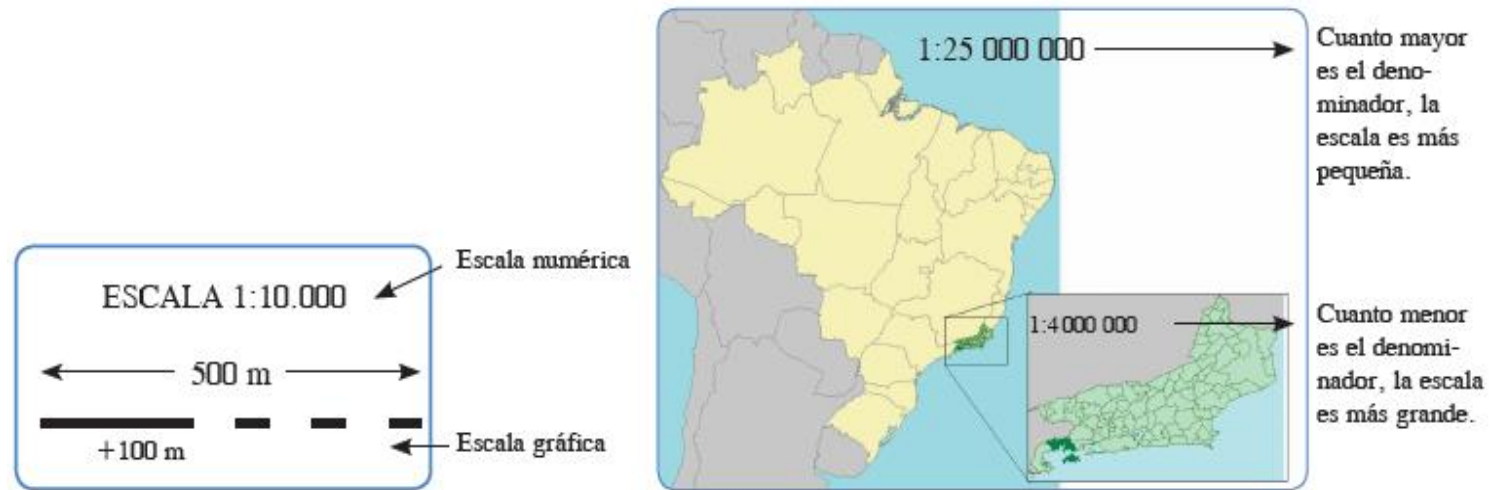 ESCALA 1:10.000
Escala numérica
500 m
+100 m
Escala gráfica
1:25 000 000
Cuanto mayor
es el deno-
minador, la
escala es más
pequeña.
1:4 000 000
Cuanto menor
es el denomi-
nador, la escala
es más grande.